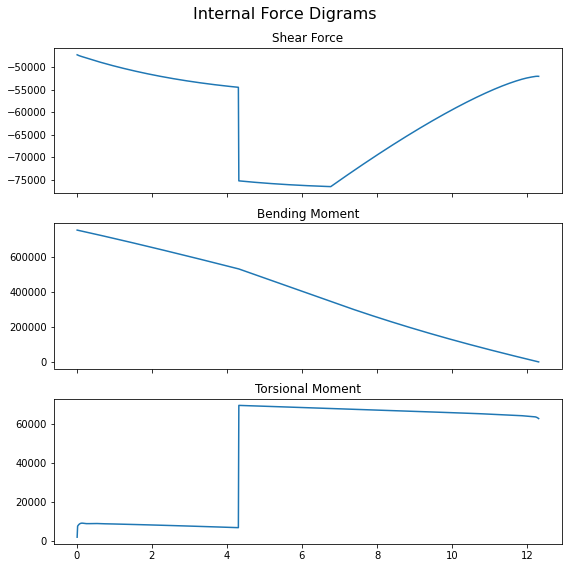 Internal Force Digrams
Shear Force
−50000
−55000
−60000
−65000
−70000
−75000
Bending Moment
600000
400000
200000
0
Torsional Moment
60000
40000
20000
0
0 2 4 6 8 10 12